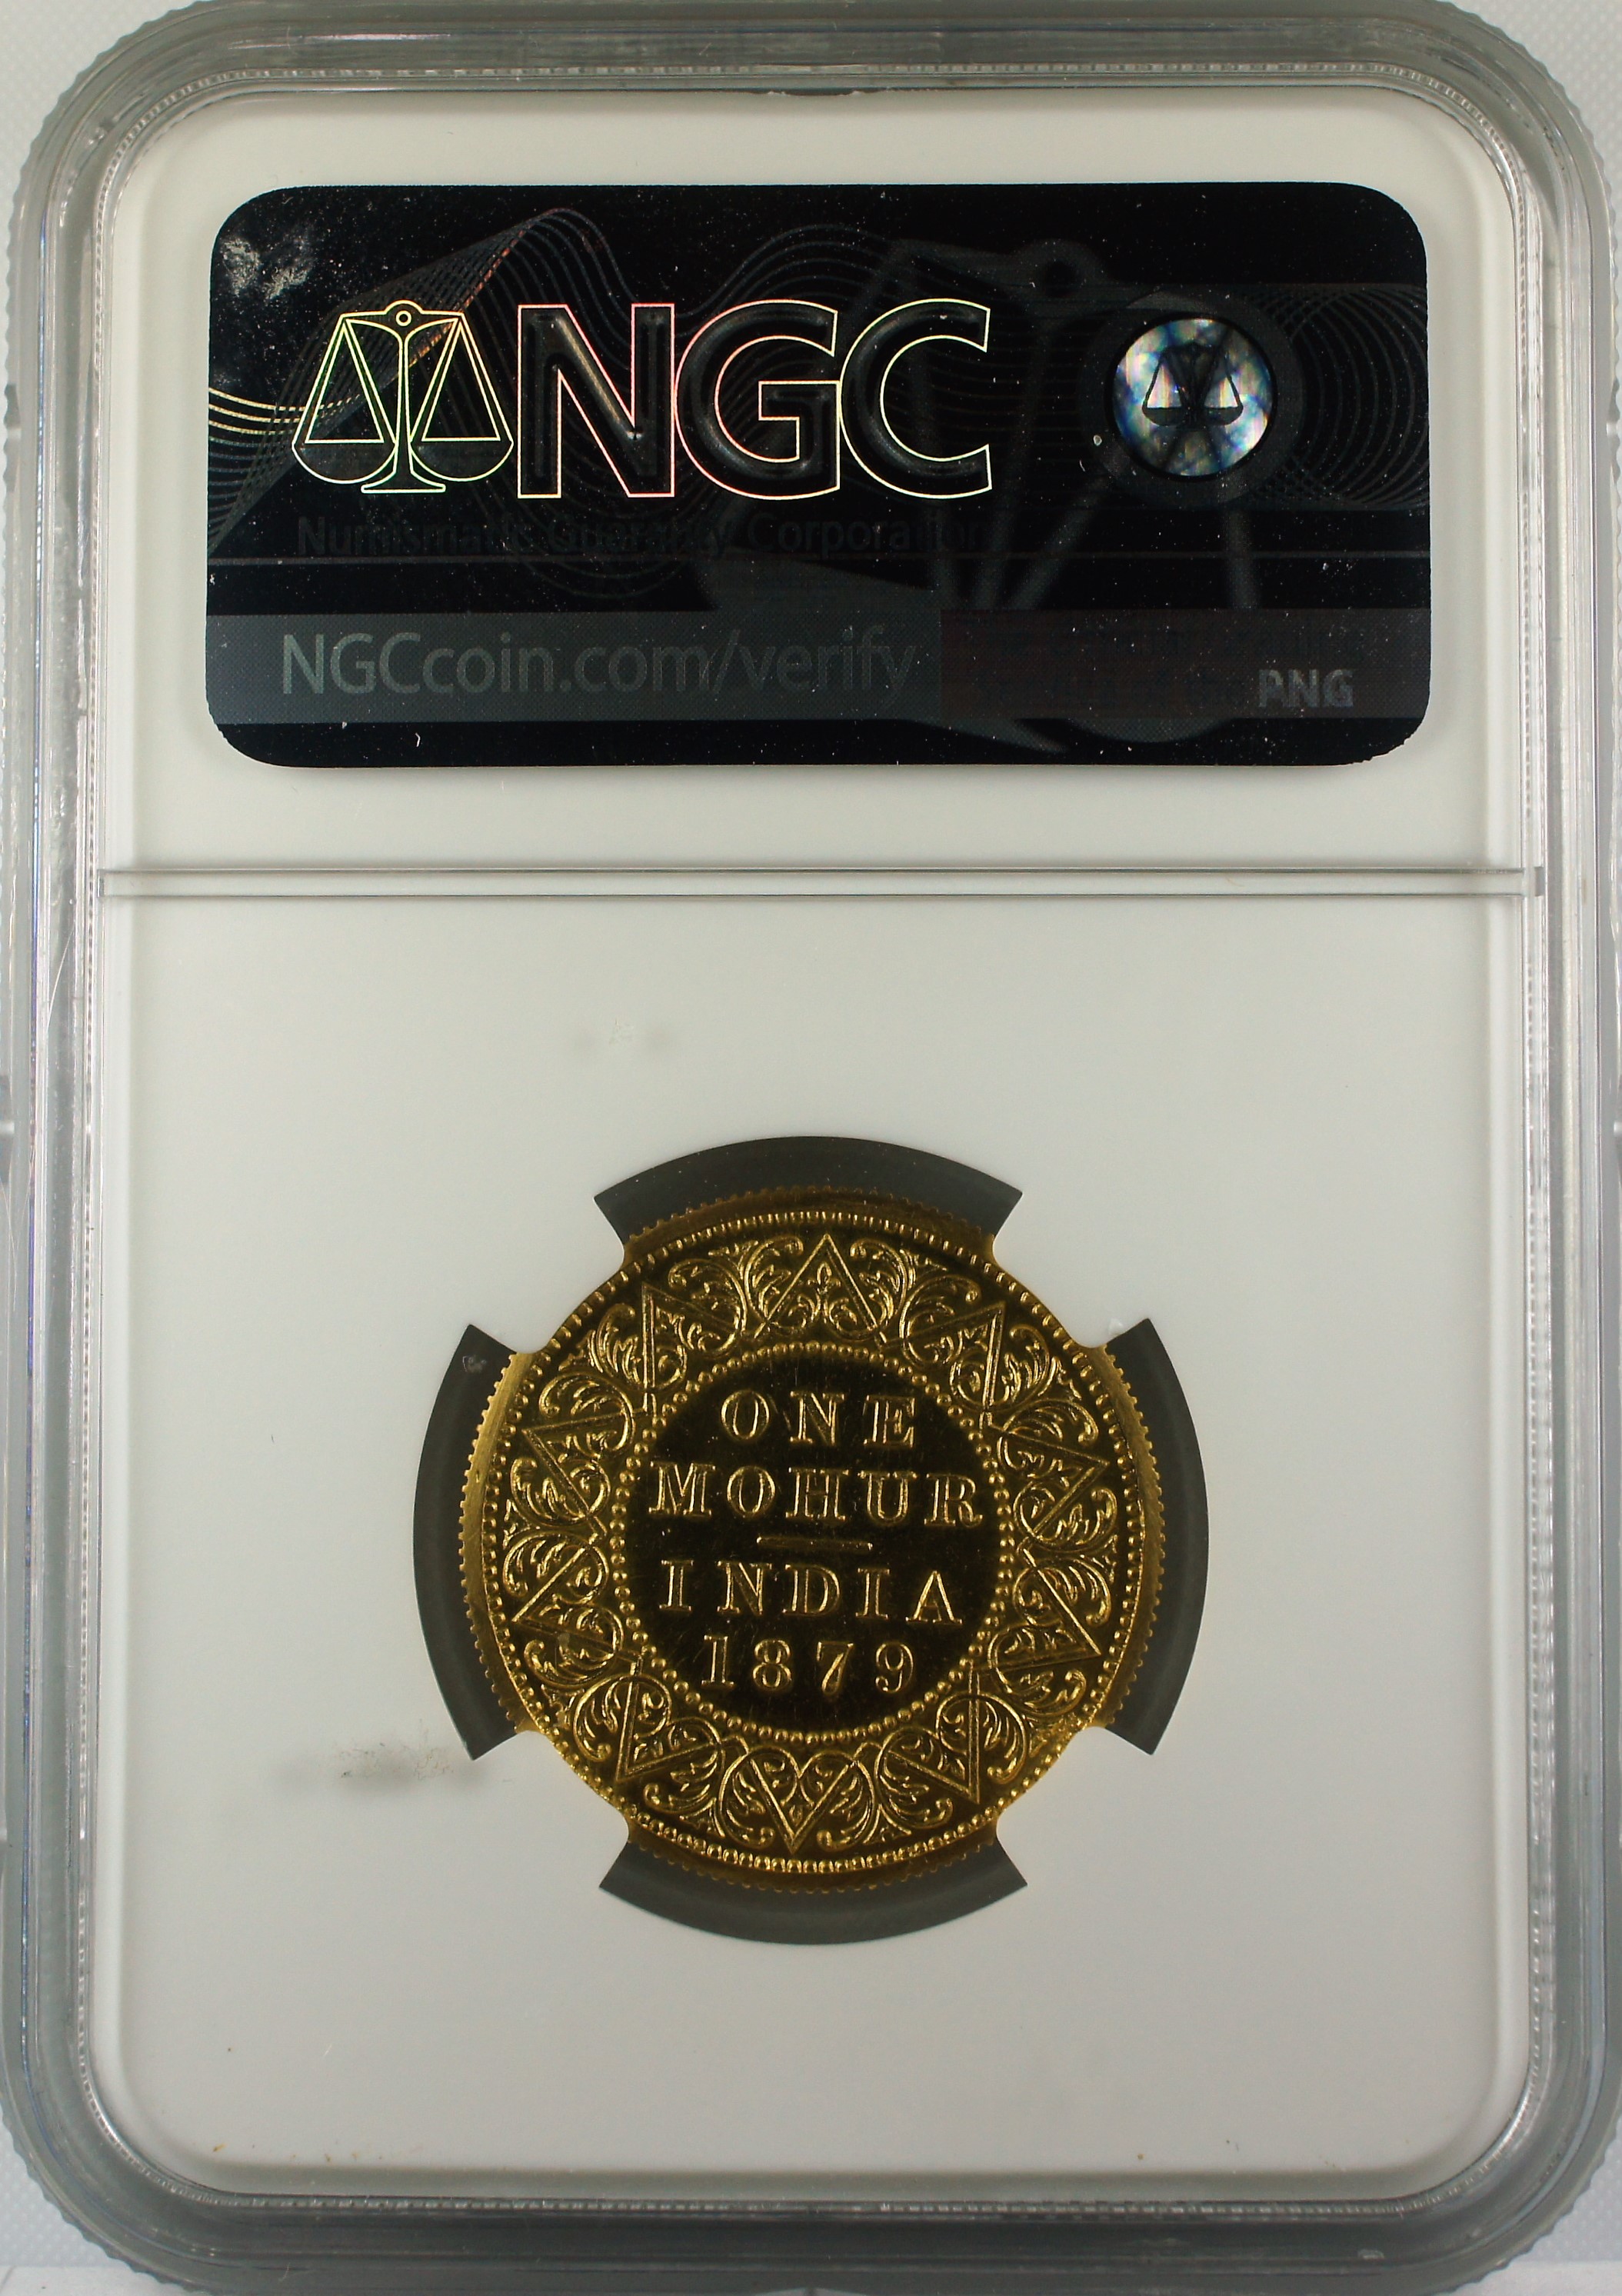 NGC
Numismatic Guaranty Corporation
NGCcoin.com/verify
PNG
ONE
MOHUR
INDIA
1879